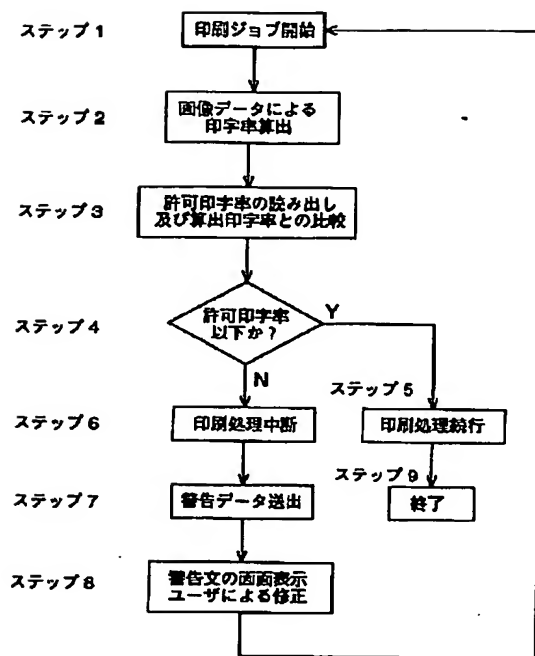 ステップ 1
印刷ジョブ開始
ステップ 2
画像データによる
印字率算出
ステップ 3
許可印字率の読み出し
及び算出印字率との比較
ステップ 4
許可印字率
以下か?
Y
N
ステップ 5
印刷処理続行
ステップ 6
印刷処理中断
ステップ 9
終了
ステップ 7
警告データ送出
ステップ 8
警告文の画面表示
ユーザによる修正